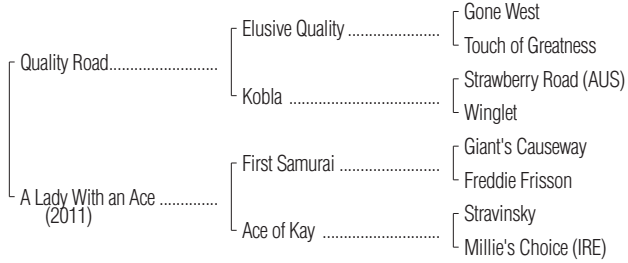 Gone West
Elusive Quality ....................
Touch of Greatness
Quality Road..........................
Strawberry Road (AUS)
Kobla ....................................
Winglet
Giant's Causeway
First Samurai ........................
Freddie Frisson
A Lady With an Ace ..............
(2011)
Stravinsky
Ace of Kay ............................
Millie's Choice (IRE)